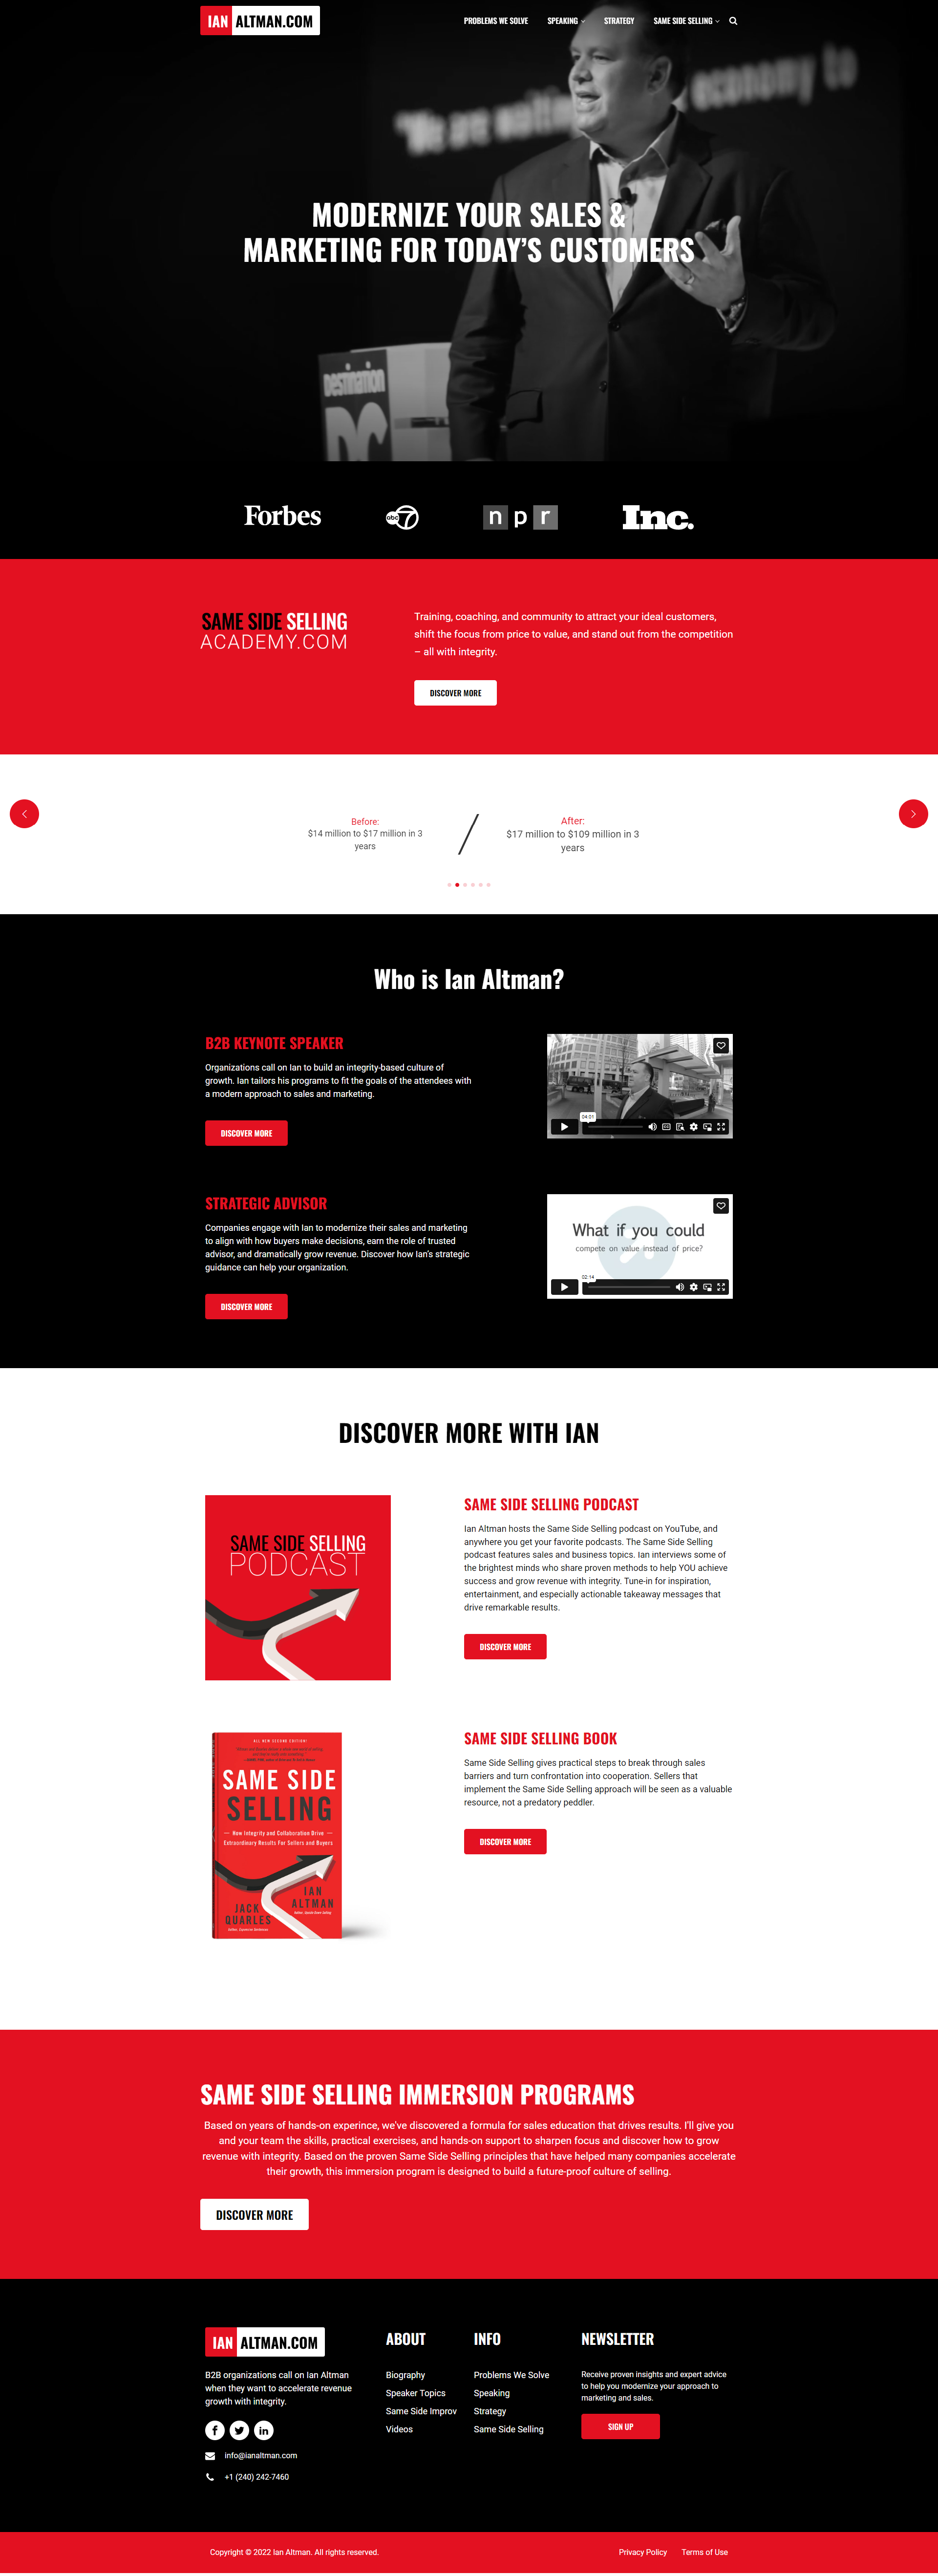 IAN ALTMAN.COM
PROBLEMS WE SOLVE
SPEAKING
STRATEGY
SAME SIDE SELLING
"We are waiting
economy to
MODERNIZE YOUR SALES &
MARKETING FOR TODAY'S CUSTOMERS
Destination
DC
Forbes
abc 7
npr
Inc.
SAME SIDE SELLING
ACADEMY.COM
Training, coaching, and community to attract your ideal customers,
shift the focus from price to value, and stand out from the competition
– all with integrity.
DISCOVER MORE
Before:
$14 million to $17 million in 3
years
/
After:
$17 million to $109 million in 3
years
Who is Ian Altman?
B2B KEYNOTE SPEAKER
Organizations call on Ian to build an integrity-based culture of
growth. Ian tailors his programs to fit the goals of the attendees with
a modern approach to sales and marketing.
DISCOVER MORE
04:01
STRATEGIC ADVISOR
Companies engage with Ian to modernize their sales and marketing
to align with how buyers make decisions, earn the role of trusted
advisor, and dramatically grow revenue. Discover how Ian's strategic
guidance can help your organization.
DISCOVER MORE
What if you could
compete on value instead of price?
02:14
DISCOVER MORE WITH IAN
SAME SIDE SELLING
PODCAST
SAME SIDE SELLING PODCAST
Ian Altman hosts the Same Side Selling podcast on YouTube, and
anywhere you get your favorite podcasts. The Same Side Selling
podcast features sales and business topics. Ian interviews some of
the brightest minds who share proven methods to help YOU achieve
success and grow revenue with integrity. Tune-in for inspiration,
entertainment, and especially actionable takeaway messages that
drive remarkable results.
DISCOVER MORE
ALL NEW SECOND EDITION!
SAME SIDE
SELLING
— How Integrity and Collaboration Drive —
Extraordinary Results For Sellers and Buyers
IAN
ALTMAN
JACK
QUARLES
SAME SIDE SELLING BOOK
Same Side Selling gives practical steps to break through sales
barriers and turn confrontation into cooperation. Sellers that
implement the Same Side Selling approach will be seen as a valuable
resource, not a predatory peddler.
DISCOVER MORE
SAME SIDE SELLING IMMERSION PROGRAMS
Based on years of hands-on experince, we've discovered a formula for sales education that drives results. I'll give you
and your team the skills, practical exercises, and hands-on support to sharpen focus and discover how to grow
revenue with integrity. Based on the proven Same Side Selling principles that have helped many companies accelerate
their growth, this immersion program is designed to build a future-proof culture of selling.
DISCOVER MORE
IAN ALTMAN.COM
B2B organizations call on Ian Altman
when they want to accelerate revenue
growth with integrity.
info@ianaltman.com
+1 (240) 242-7460
ABOUT
Biography
Speaker Topics
Same Side Improv
Videos
INFO
Problems We Solve
Speaking
Strategy
Same Side Selling
NEWSLETTER
Receive proven insights and expert advice
to help you modernize your approach to
marketing and sales.
SIGN UP
Copyright © 2022 Ian Altman. All rights reserved.
Privacy Policy
Terms of Use